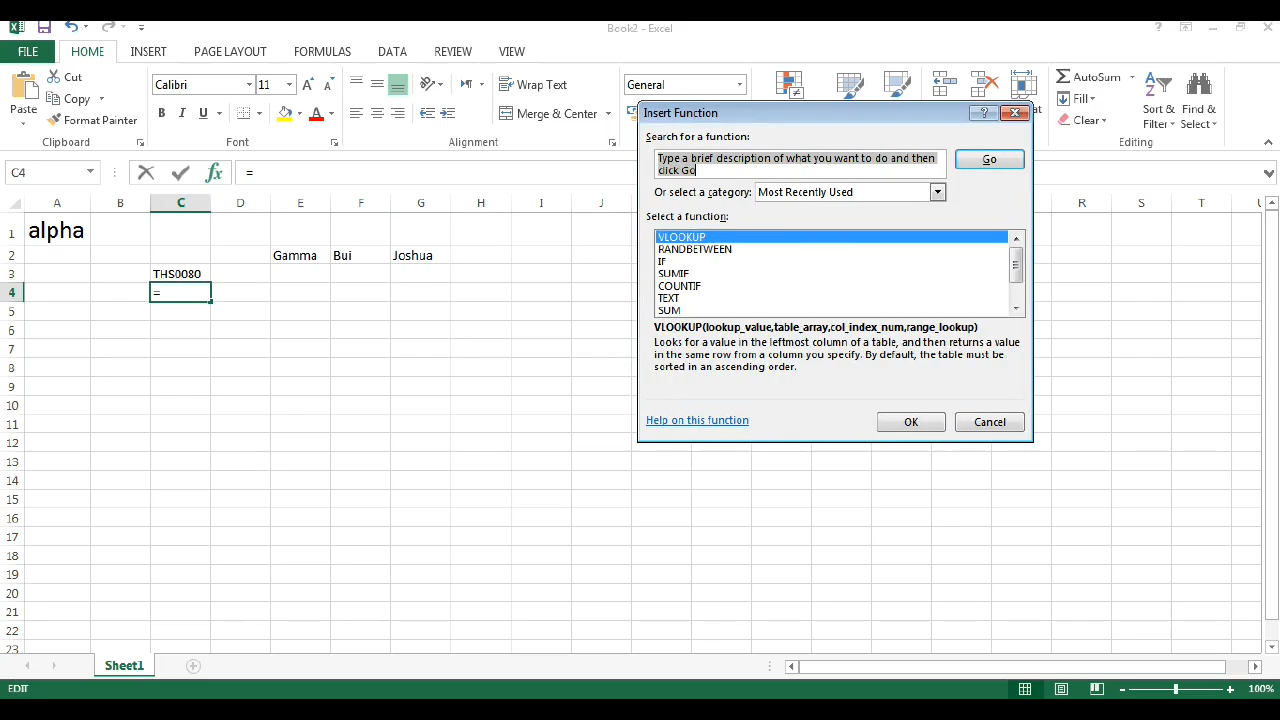 Book2 - Excel
FILE HOME INSERT PAGE LAYOUT FORMULAS DATA REVIEW VIEW
Paste
Cut
Copy
Format Painter
Clipboard
Calibri 11
B I U
Font
Wrap Text
Merge & Center
Alignment
General
AutoSum
Fill
Clear
Sort & Filter
Find & Select
Editing
C4 fx =
A B C D E F G H I J R S T U
1 alpha
2 Gamma Bui Joshua
3 THS0080
4 =
5
6
7
8
9
10
11
12
13
14
15
16
17
18
19
20
21
22
23
Insert Function
Search for a function:
Type a brief description of what you want to do and then
click Go
Go
Or select a category: Most Recently Used
Select a function:
VLOOKUP
RANDBETWEEN
IF
SUMIF
COUNTIF
TEXT
SUM
VLOOKUP(lookup_value,table_array,col_index_num,range_lookup)
Looks for a value in the leftmost column of a table, and then returns a value
in the same row from a column you specify. By default, the table must be
sorted in an ascending order.
Help on this function
OK Cancel
Sheet1
EDIT 100%